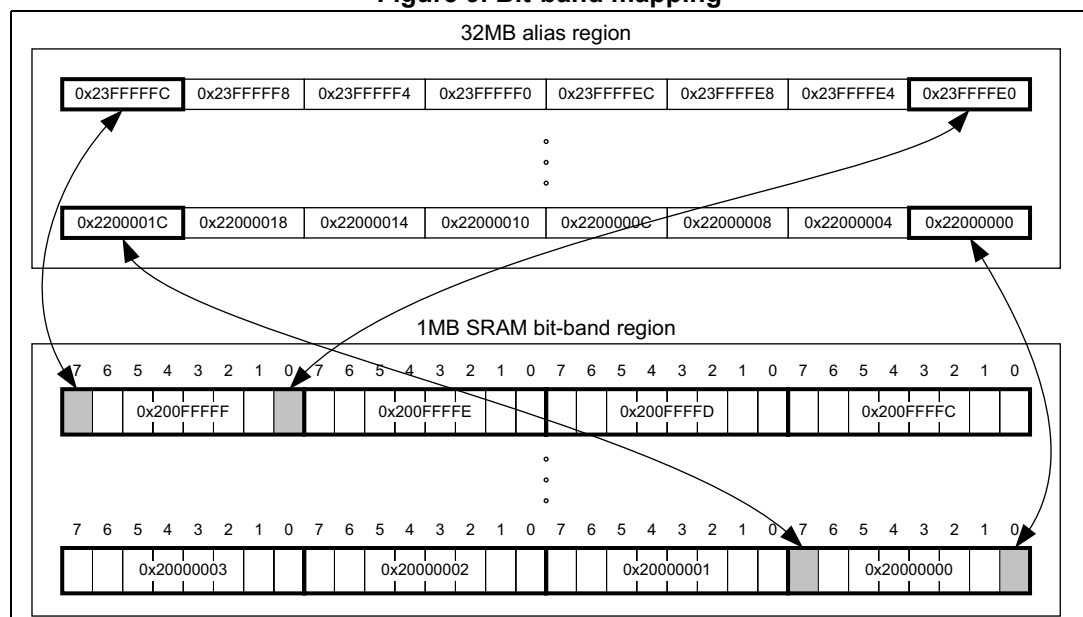 Figure 6. Bit-band mapping
32MB alias region
0x23FFFFFC 0x23FFFFF8 0x23FFFFF4 0x23FFFFF0 0x23FFFFEC 0x23FFFFE8 0x23FFFFE4 0x23FFFFE0
0x2200001C 0x22000018 0x22000014 0x22000010 0x2200000C 0x22000008 0x22000004 0x22000000
1MB SRAM bit-band region
7 6 5 4 3 2 1 0 7 6 5 4 3 2 1 0 7 6 5 4 3 2 1 0 7 6 5 4 3 2 1 0
0x200FFFFF 0x200FFFFE 0x200FFFFD 0x200FFFFC
7 6 5 4 3 2 1 0 7 6 5 4 3 2 1 0 7 6 5 4 3 2 1 0 7 6 5 4 3 2 1 0
0x20000003 0x20000002 0x20000001 0x20000000